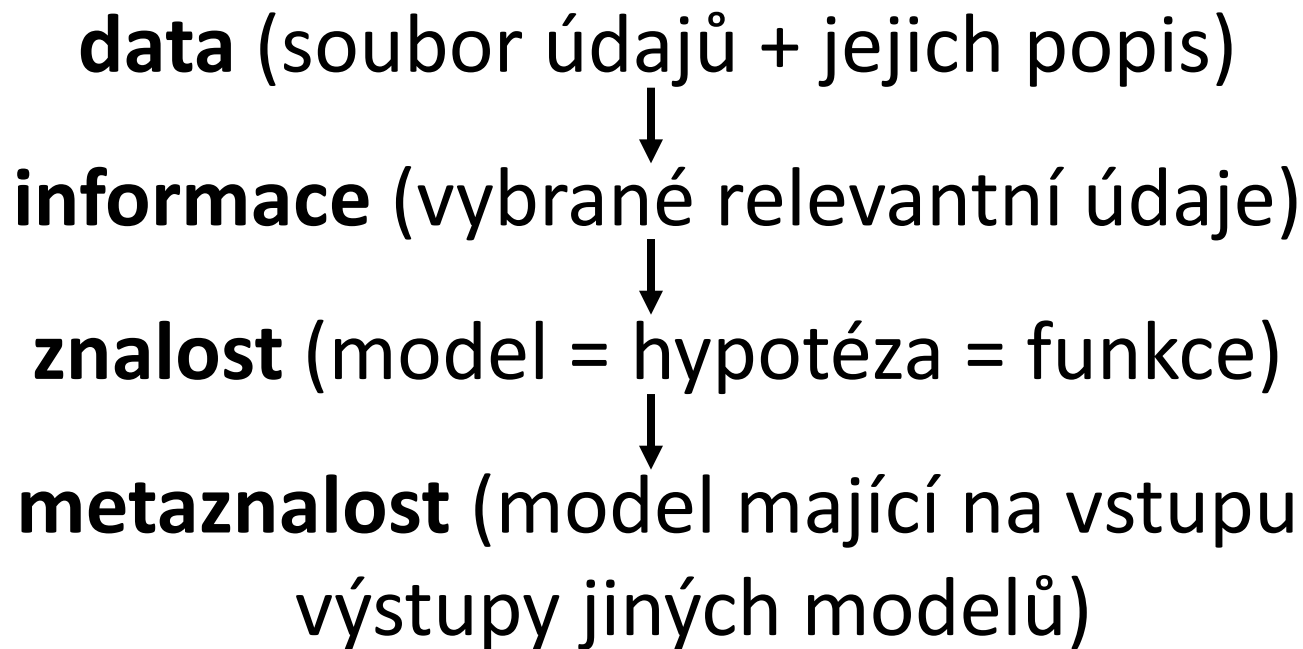 data (soubor údajů + jejich popis)
informace (vybrané relevantní údaje)
znalost (model = hypotéza = funkce)
metaznalost (model mající na vstupu
výstupy jiných modelů)